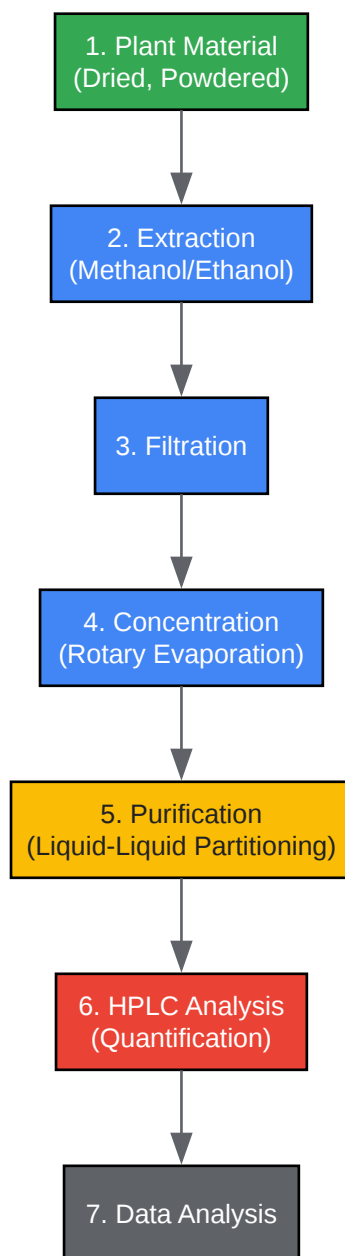 1. Plant Material
(Dried, Powdered)
2. Extraction
(Methanol/Ethanol)
3. Filtration
4. Concentration
(Rotary Evaporation)
5. Purification
(Liquid-Liquid Partitioning)
6. HPLC Analysis
(Quantification)
7. Data Analysis